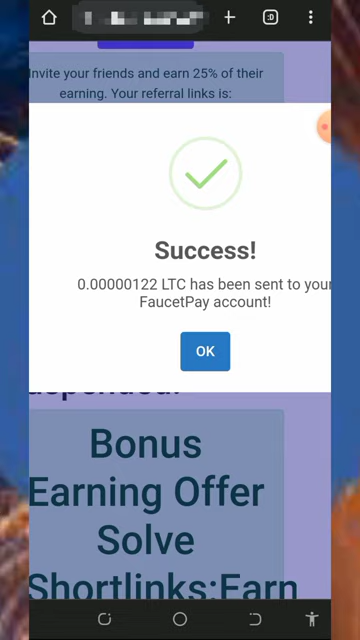 :D
Invite your friends and earn 25% of their
earning. Your referral links is:
Success!
0.00000122 LTC has been sent to your
FaucetPay account!
OK
Bonus
Earning Offer
Solve
Shortlinks:Earn